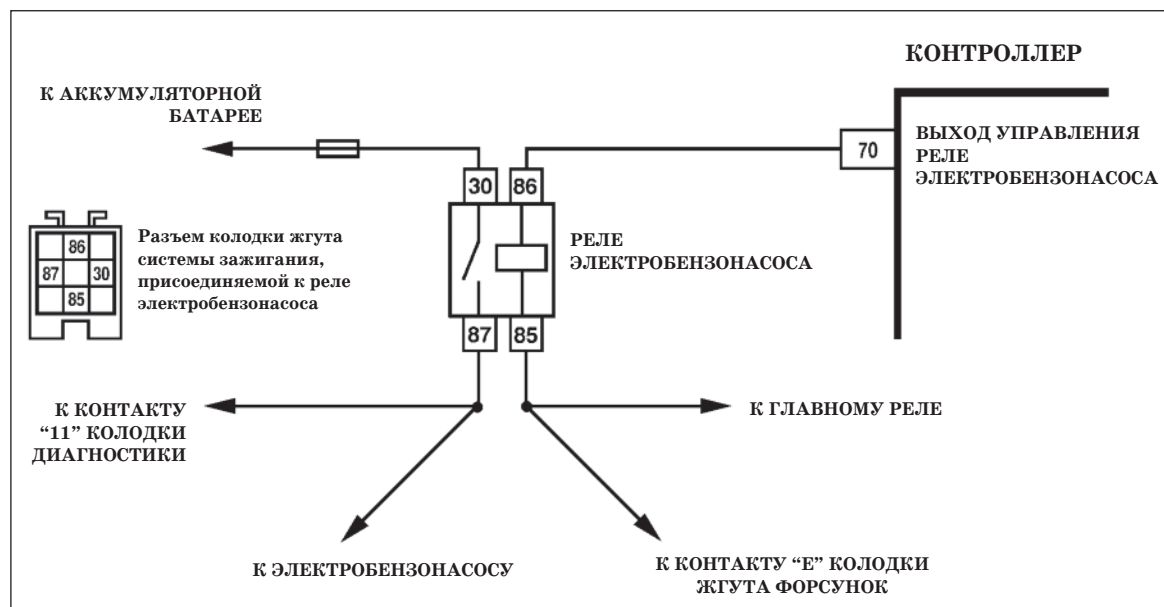 КОНТРОЛЛЕР
К АККУМУЛЯТОРНОЙ
БАТАРЕЕ
70
ВЫХОД УПРАВЛЕНИЯ
РЕЛЕ
ЭЛЕКТРОБЕНЗОНАСОСА
30
86
86
87
30
85
Разъем колодки жгута
системы зажигания,
присоединяемой к реле
электробензонасоса
РЕЛЕ
ЭЛЕКТРОБЕНЗОНАСОСА
87
85
К КОНТАКТУ
“11” КОЛОДКИ
ДИАГНОСТИКИ
К ГЛАВНОМУ РЕЛЕ
К ЭЛЕКТРОБЕНЗОНАСОСУ
К КОНТАКТУ “Е” КОЛОДКИ
ЖГУТА ФОРСУНОК